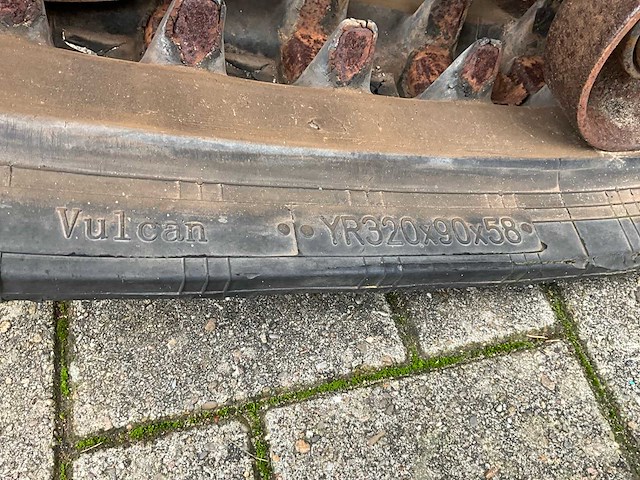 Vulcan • • YR320x90x58 •